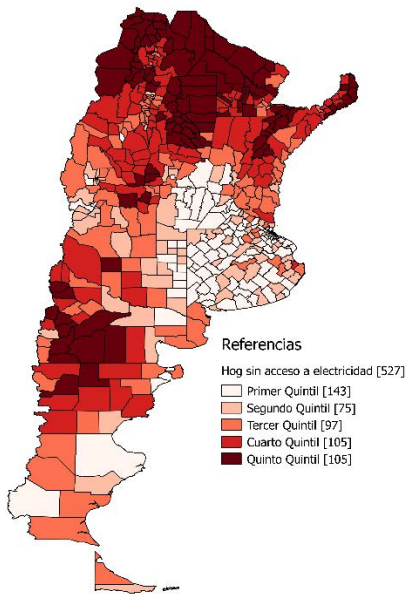 Referencias
Hog sin acceso a electricidad [527]
Primer Quintil [143]
Segundo Quintil [75]
Tercer Quintil [97]
Cuarto Quintil [105]
Quinto Quintil [105]